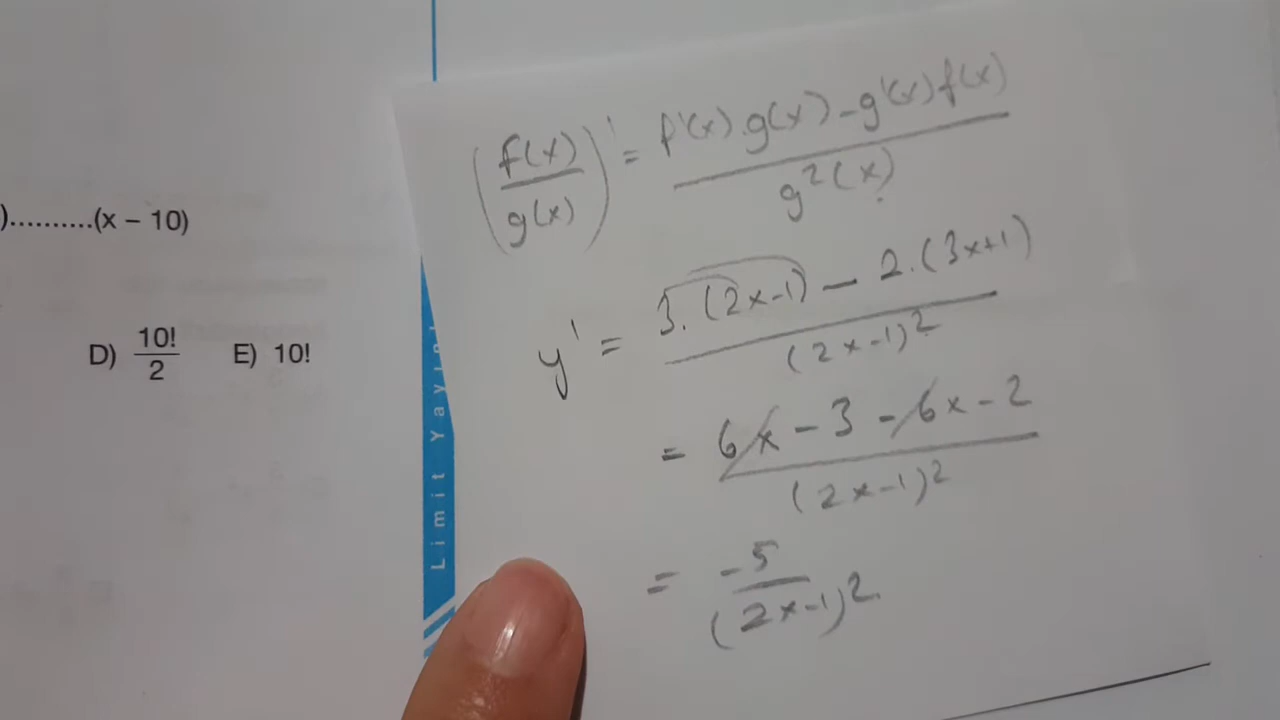 )..........(x – 10)
D) 10!/2 E) 10!
Limit Yayın
(f(x)/g(x))' = f'(x).g(x) - g'(x)f(x) / g²(x)
y' = 3.(2x-1) - 2.(3x+1) / (2x-1)²
= 6x - 3 - 6x - 2 / (2x-1)²
= -5 / (2x-1)²